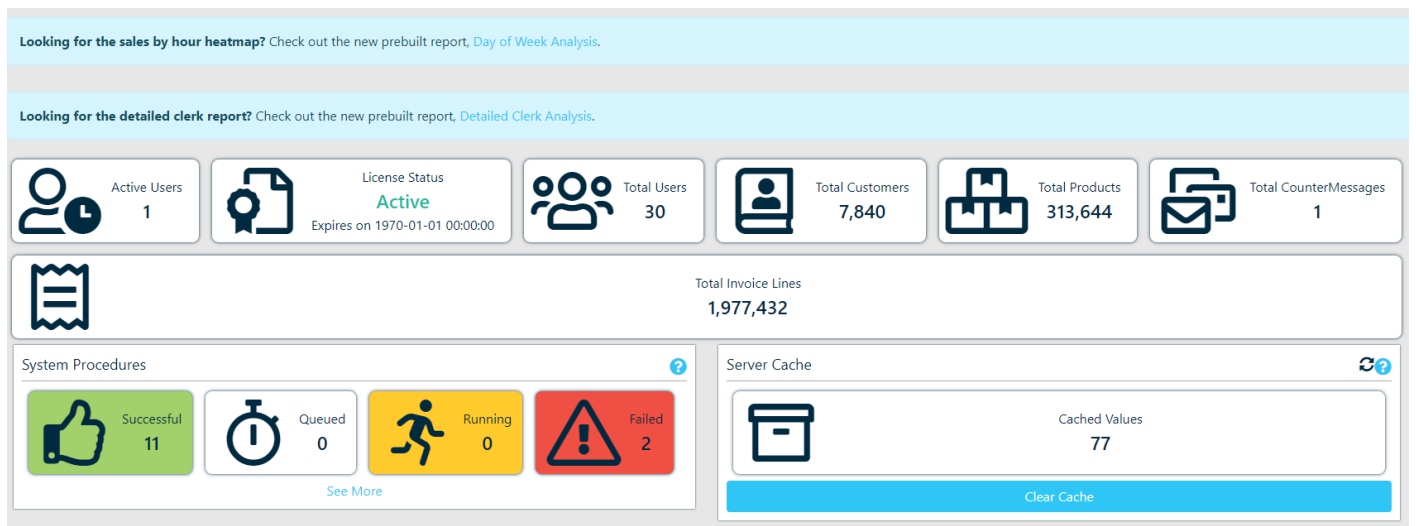 Looking for the sales by hour heatmap? Check out the new prebuilt report, Day of Week Analysis.
Looking for the detailed clerk report? Check out the new prebuilt report, Detailed Clerk Analysis.
Active Users
1
License Status
Active
Expires on 1970-01-01 00:00:00
Total Users
30
Total Customers
7,840
Total Products
313,644
Total CounterMessages
1
Total Invoice Lines
1,977,432
System Procedures
?
Successful
11
Queued
0
Running
0
Failed
2
See More
Server Cache
?
Cached Values
77
Clear Cache